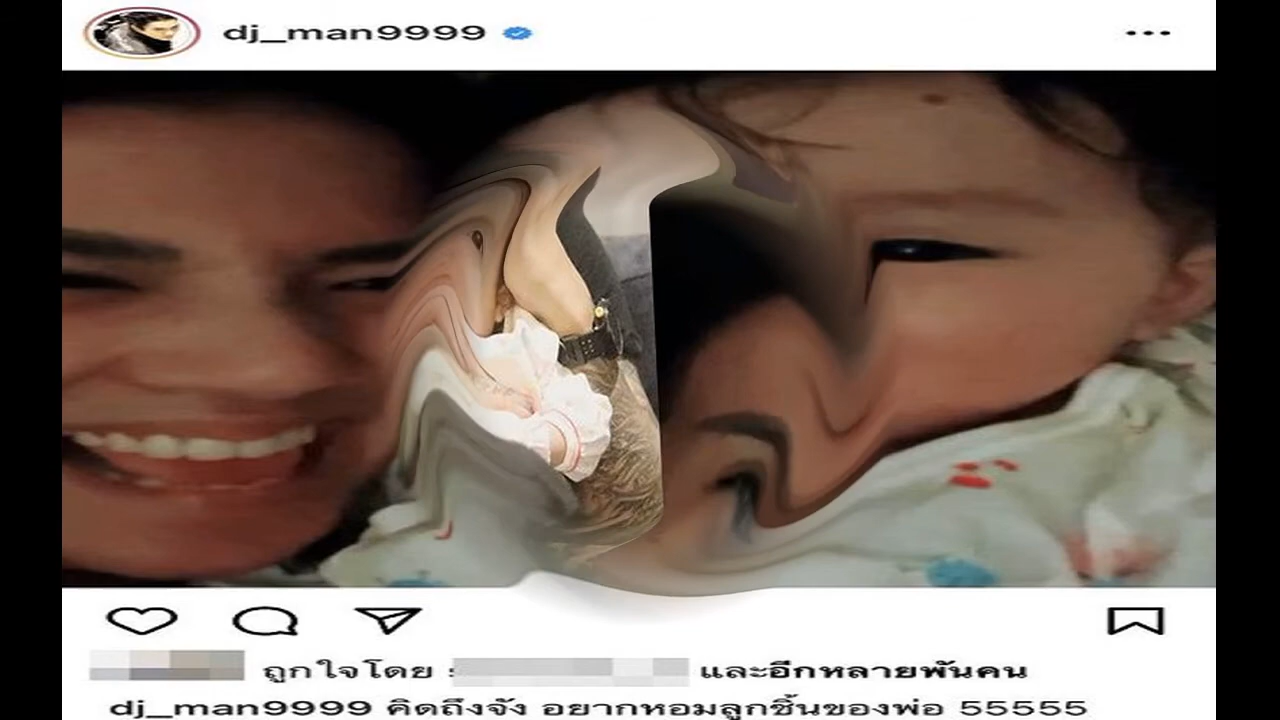 dj_man9999
ถูกใจโดย และอีกหลายพันคน
dj_man9999 คิดถึงจัง อยากหอมลูกชิ้นของพ่อ 55555